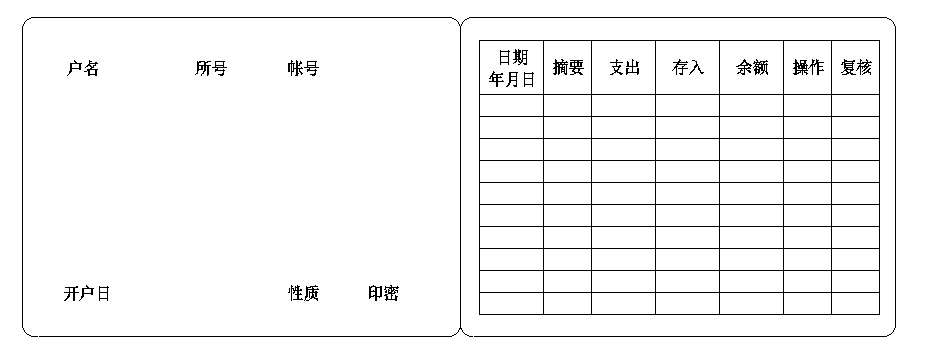 户名 所号 帐号
开户日 性质 印密
日期 年月日 摘要 支出 存入 余额 操作 复核